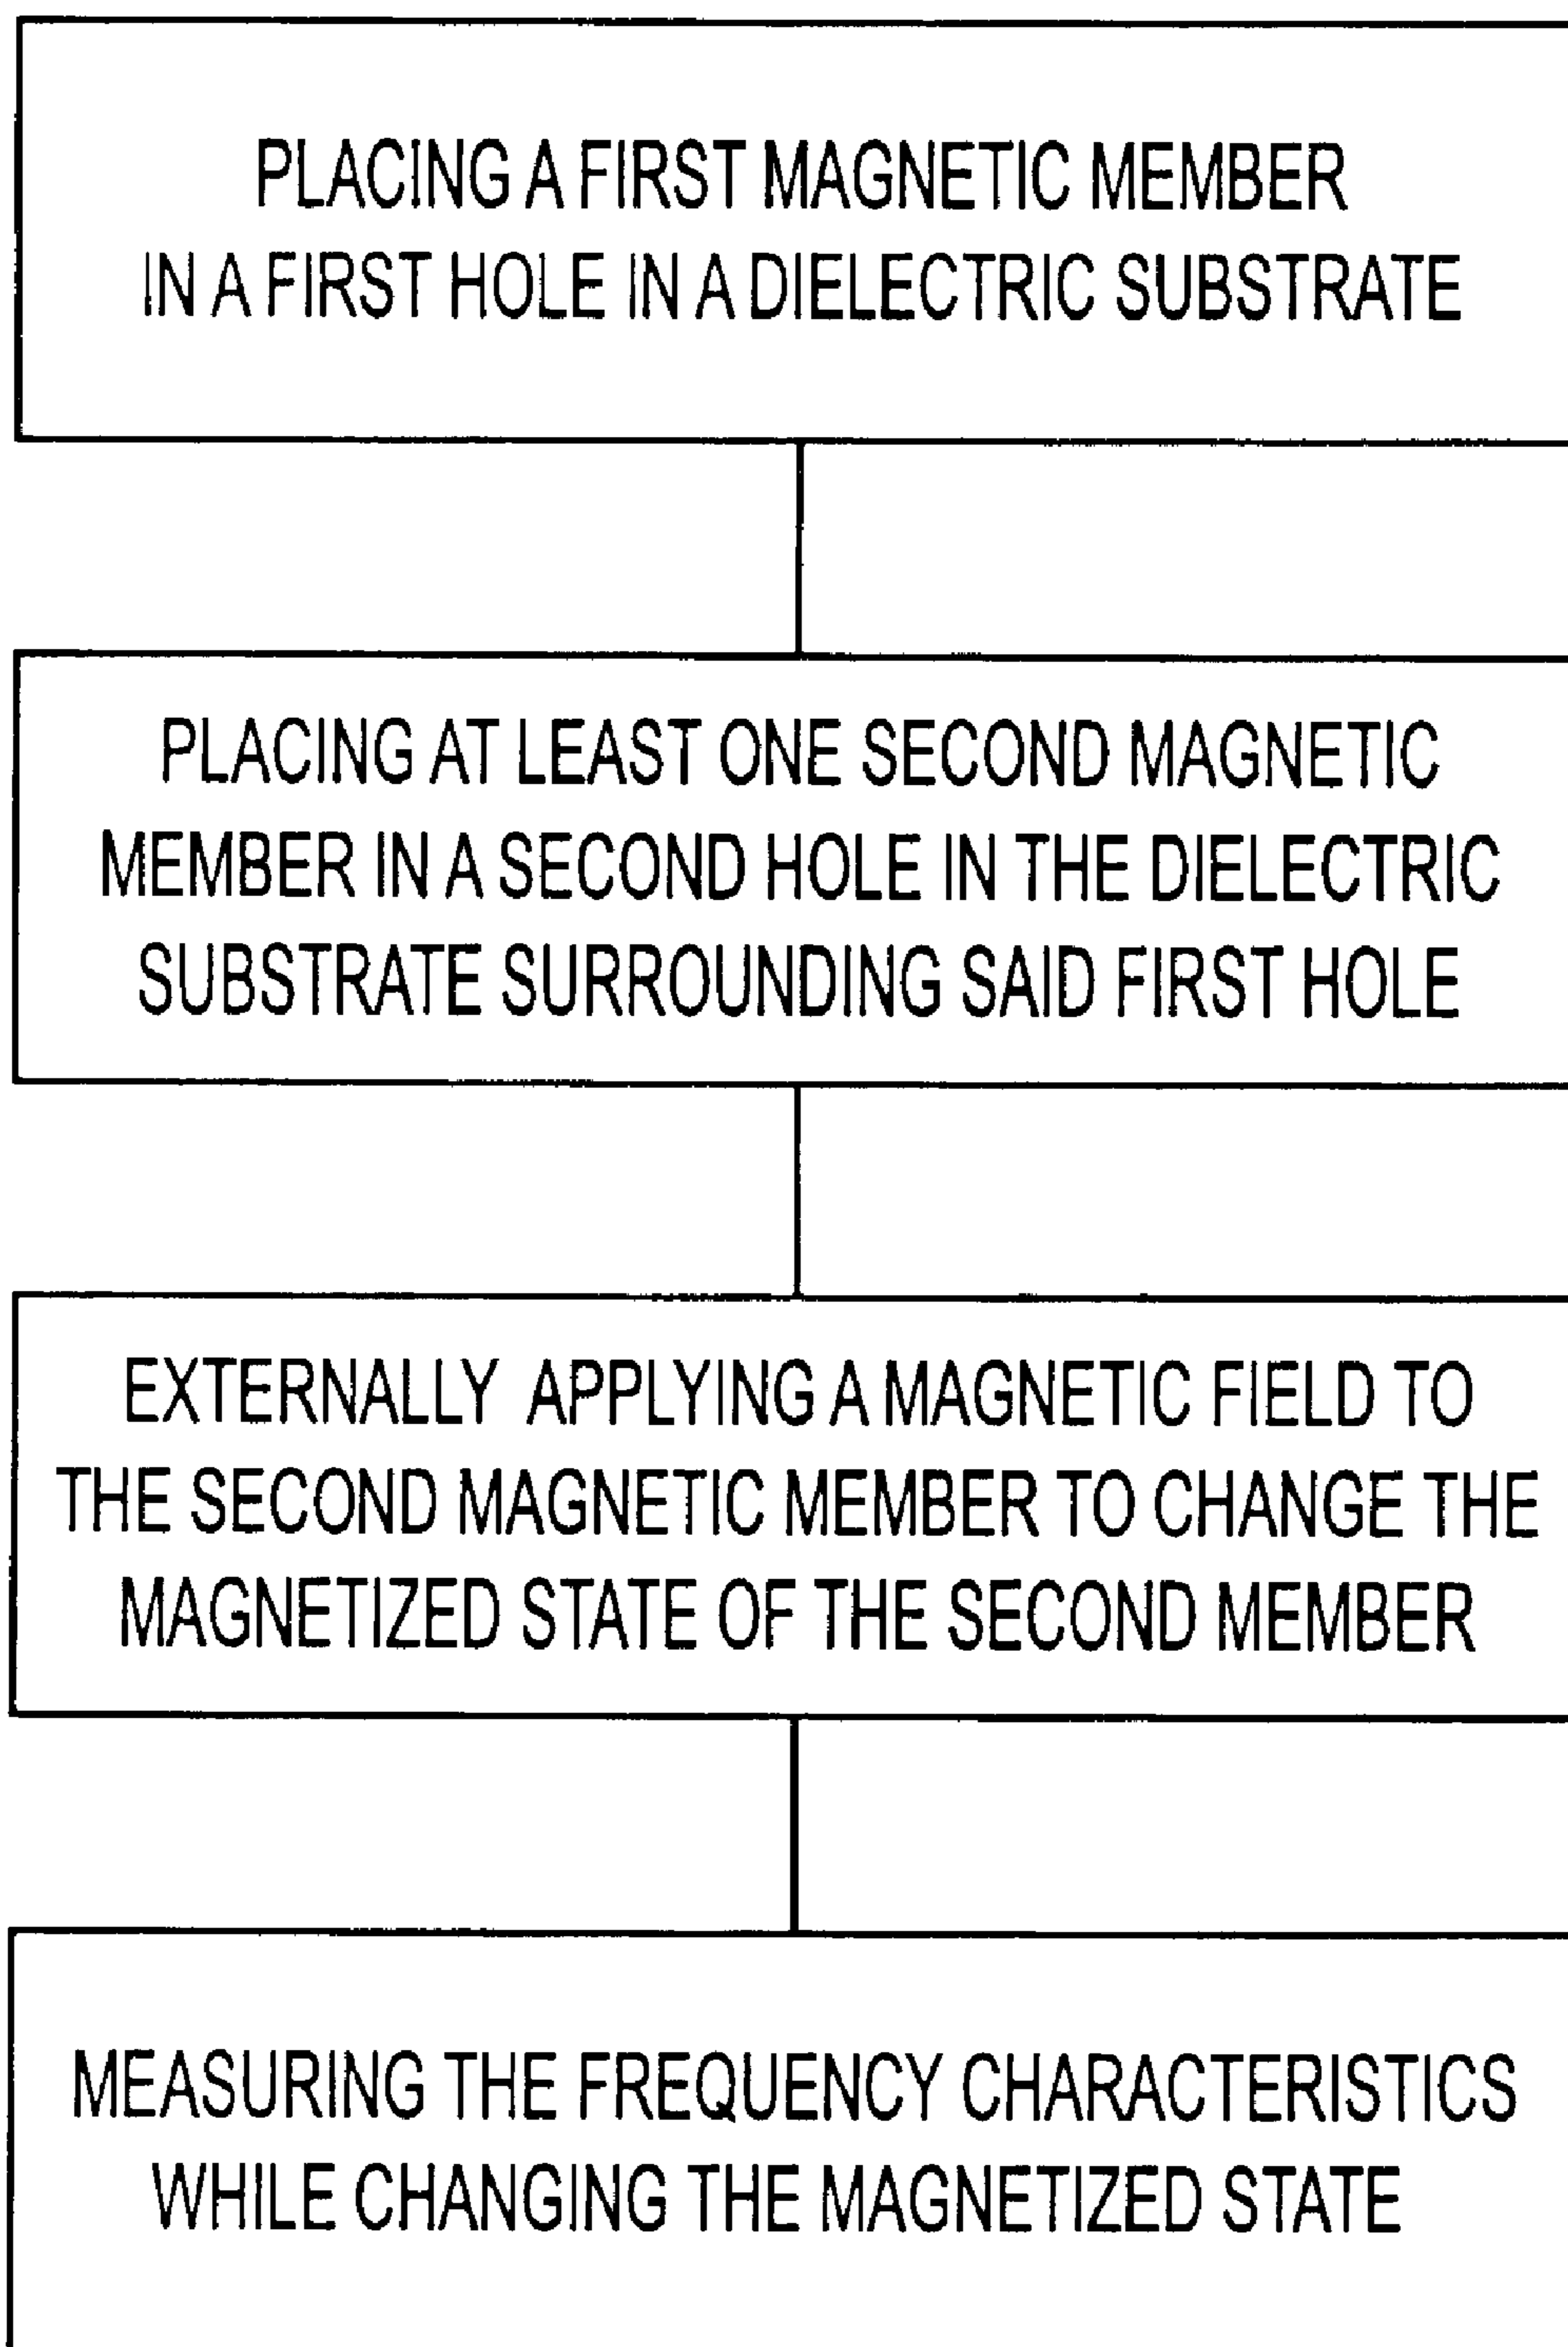 PLACING A FIRST MAGNETIC MEMBER
IN A FIRST HOLE IN A DIELECTRIC SUBSTRATE
PLACING AT LEAST ONE SECOND MAGNETIC
MEMBER IN A SECOND HOLE IN THE DIELECTRIC
SUBSTRATE SURROUNDING SAID FIRST HOLE
EXTERNALLY APPLYING A MAGNETIC FIELD TO
THE SECOND MAGNETIC MEMBER TO CHANGE THE
MAGNETIZED STATE OF THE SECOND MEMBER
MEASURING THE FREQUENCY CHARACTERISTICS
WHILE CHANGING THE MAGNETIZED STATE